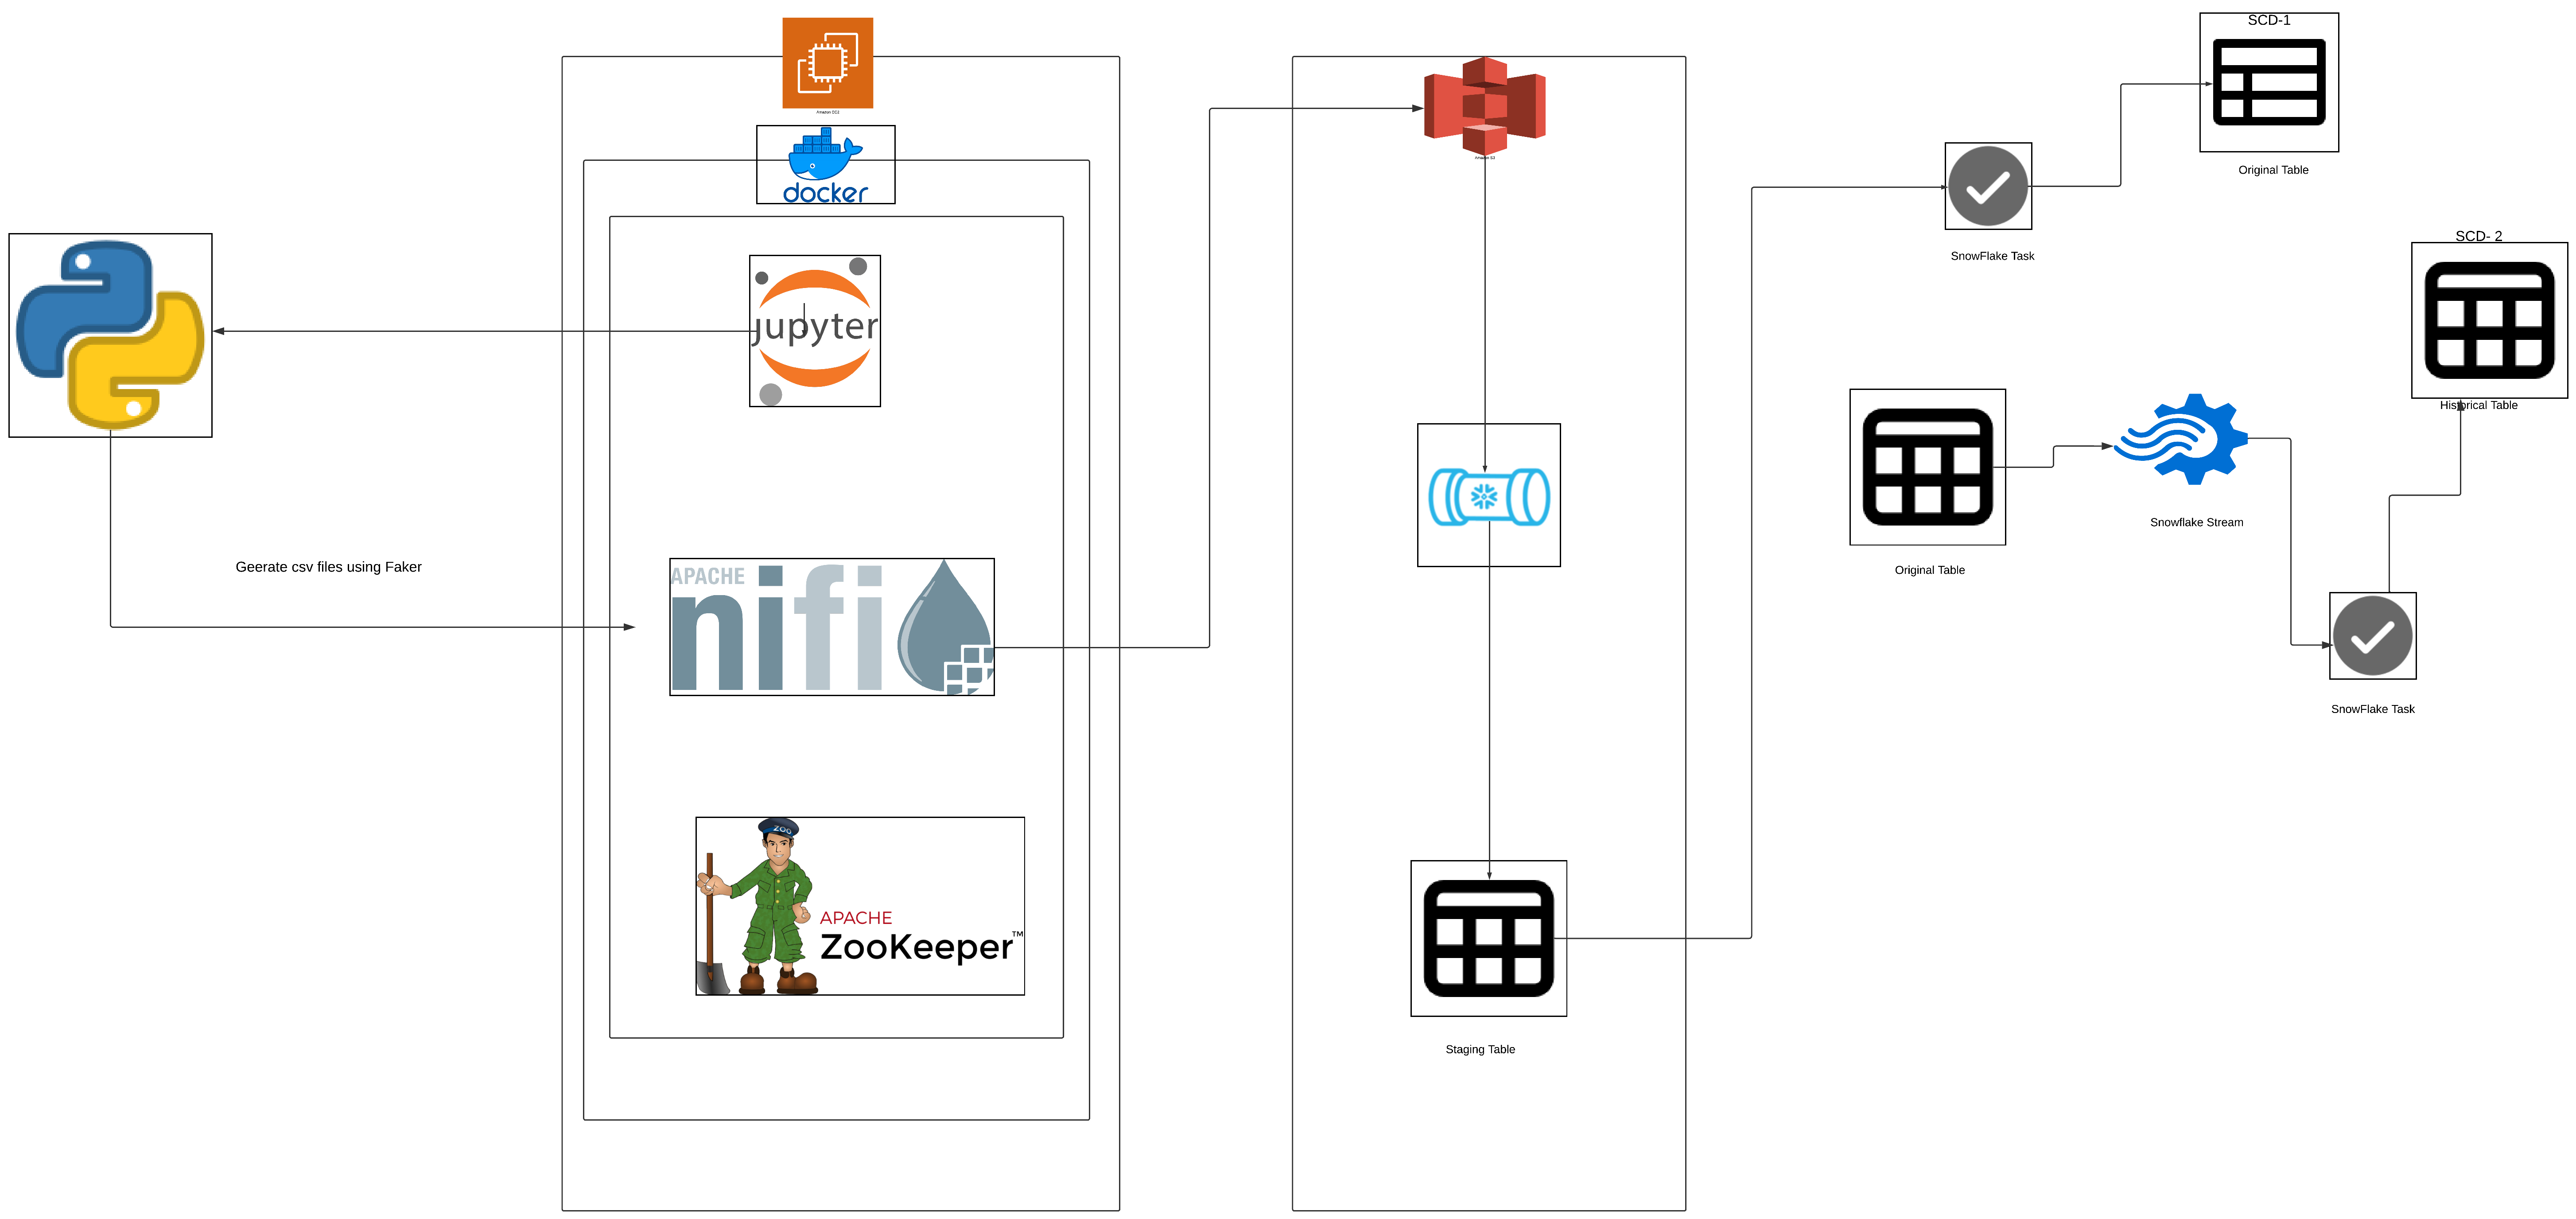 Amazon EC2
docker
jupyter
Geerate csv files using Faker
APACHE
nifi
ZOO
APACHE
ZooKeeper™
Amazon S3
Staging Table
SCD-1
Original Table
SnowFlake Task
SCD- 2
Historical Table
Original Table
Snowflake Stream
SnowFlake Task